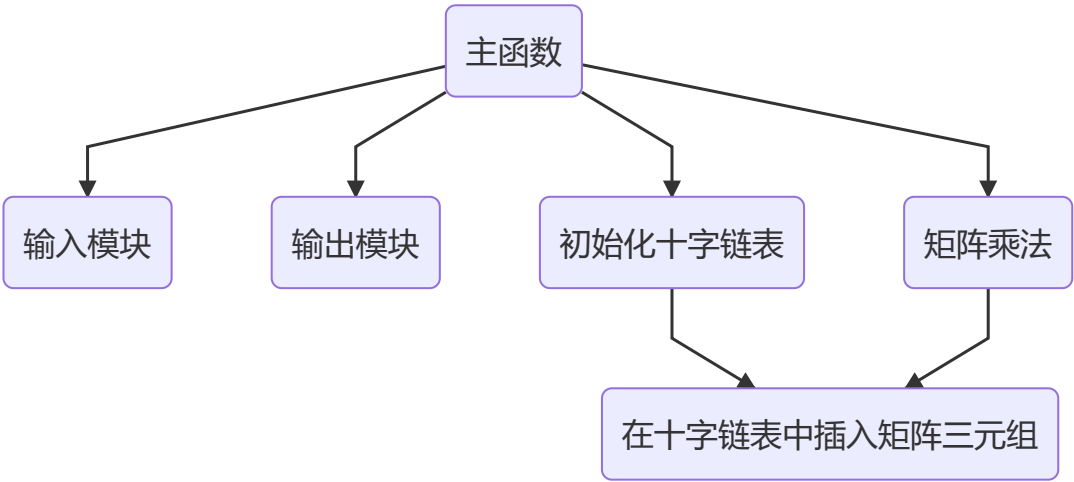 主函数
输入模块
输出模块
初始化十字链表
矩阵乘法
在十字链表中插入矩阵三元组